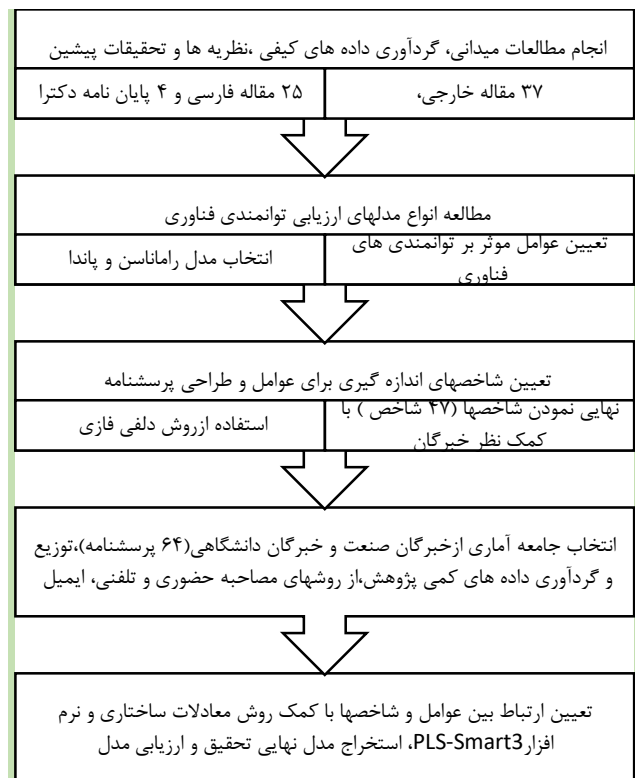 انجام مطالعات میدانی، گردآوری داده های کیفی ،نظریه ها و تحقیقات پیشین
۳۷ مقاله خارجی،
۲۵ مقاله فارسی و ۴ پایان نامه دکترا
مطالعه انواع مدلهای ارزیابی توانمندی فناوری
تعیین عوامل موثر بر توانمندی های
فناوری
انتخاب مدل راماناسن و پاندا
تعیین شاخصهای اندازه گیری برای عوامل و طراحی پرسشنامه
نهایی نمودن شاخصها (۴۷ شاخص ) با
کمک نظر خبرگان
استفاده ازروش دلفی فازی
انتخاب جامعه آماری ازخبرگان صنعت و خبرگان دانشگاهی(۶۴ پرسشنامه)،توزیع
و گردآوری داده های کمی پژوهش،از روشهای مصاحبه حضوری و تلفنی، ایمیل
تعیین ارتباط بین عوامل و شاخصها با کمک روش معادلات ساختاری و نرم
افزارPLS-Smart3، استخراج مدل نهایی تحقیق و ارزیابی مدل